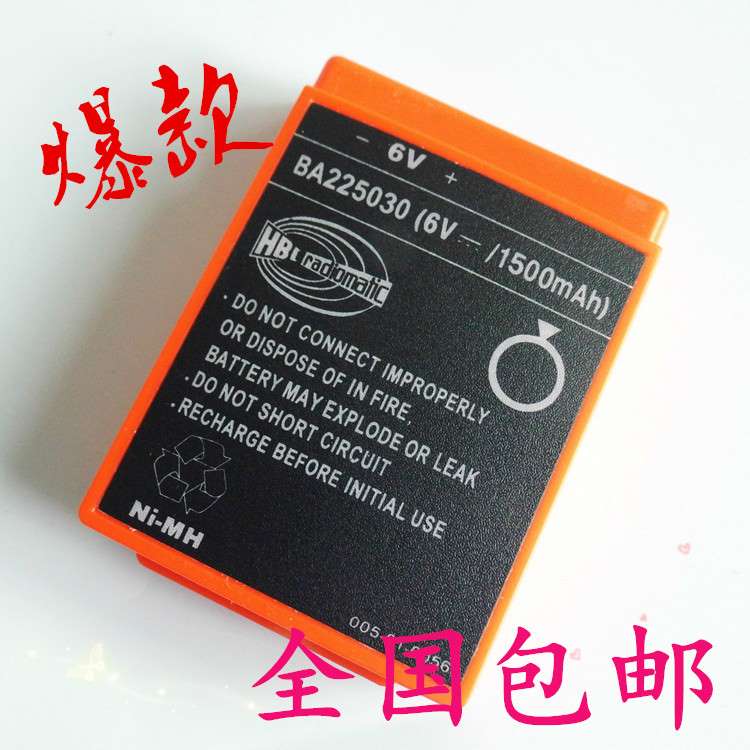 爆款
- 6V +
BA225030 (6V⎓/1500mAh)
HBC radiomatic
· DO NOT CONNECT IMPROPERLY
OR DISPOSE OF IN FIRE,
BATTERY MAY EXPLODE OR LEAK
· DO NOT SHORT CIRCUIT
· RECHARGE BEFORE INITIAL USE
Ni-MH
全国包邮